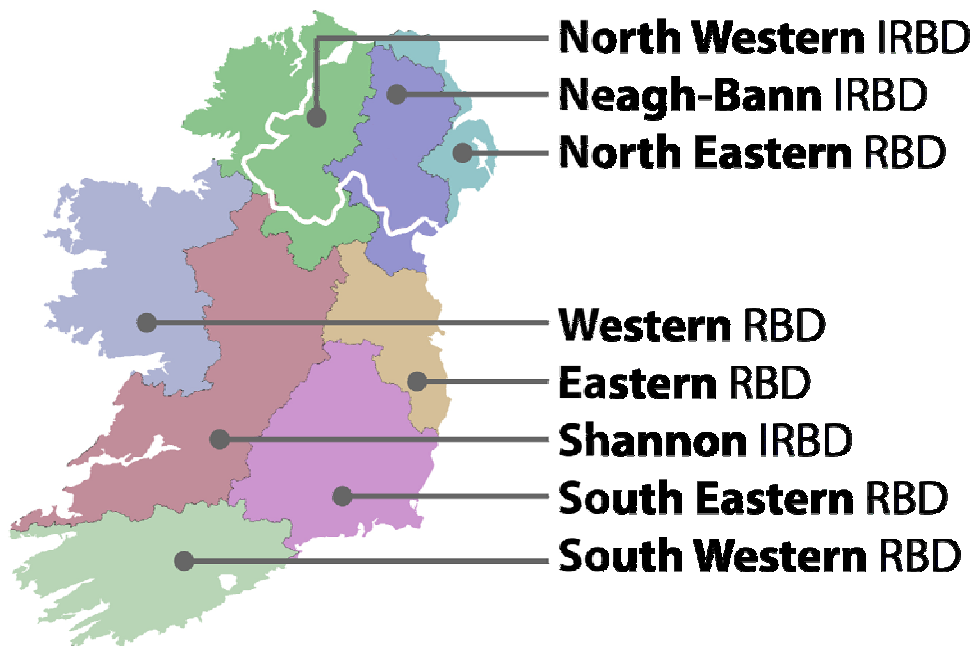 North Western IRBD
Neagh-Bann IRBD
North Eastern RBD
Western RBD
Eastern RBD
Shannon IRBD
South Eastern RBD
South Western RBD